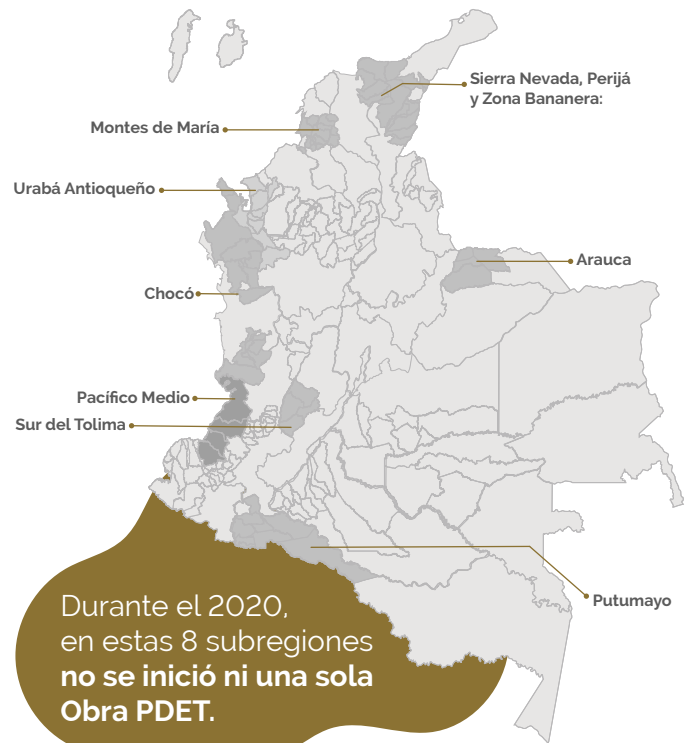 Sierra Nevada, Perijá
y Zona Bananera:
Montes de María
Urabá Antioqueño
Arauca
Chocó
Pacífico Medio
Sur del Tolima
Putumayo
Durante el 2020,
en estas 8 subregiones
no se inició ni una sola
Obra PDET.